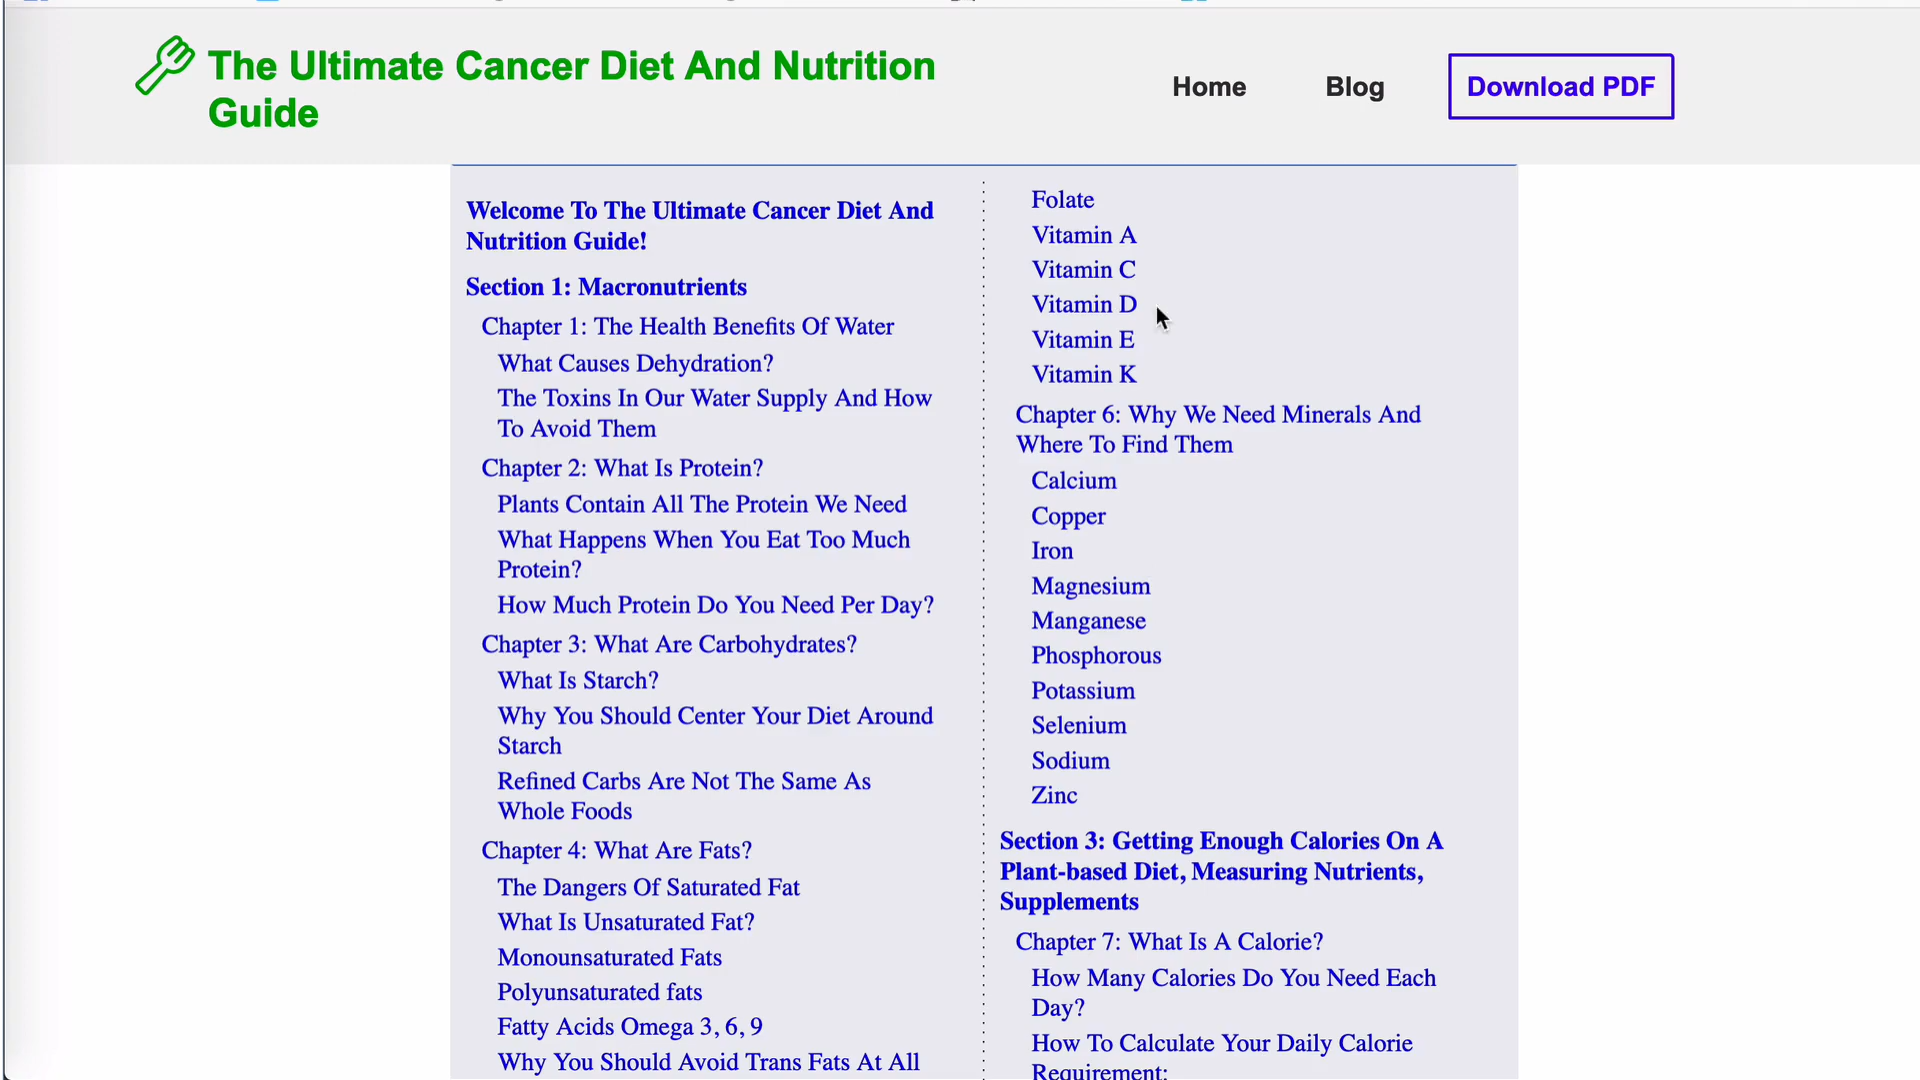 The Ultimate Cancer Diet And Nutrition
Guide
Home
Blog
Download PDF
Welcome To The Ultimate Cancer Diet And
Nutrition Guide!
Section 1: Macronutrients
Chapter 1: The Health Benefits Of Water
What Causes Dehydration?
The Toxins In Our Water Supply And How
To Avoid Them
Chapter 2: What Is Protein?
Plants Contain All The Protein We Need
What Happens When You Eat Too Much
Protein?
How Much Protein Do You Need Per Day?
Chapter 3: What Are Carbohydrates?
What Is Starch?
Why You Should Center Your Diet Around
Starch
Refined Carbs Are Not The Same As
Whole Foods
Chapter 4: What Are Fats?
The Dangers Of Saturated Fat
What Is Unsaturated Fat?
Monounsaturated Fats
Polyunsaturated fats
Fatty Acids Omega 3, 6, 9
Why You Should Avoid Trans Fats At All
Folate
Vitamin A
Vitamin C
Vitamin D
Vitamin E
Vitamin K
Chapter 6: Why We Need Minerals And
Where To Find Them
Calcium
Copper
Iron
Magnesium
Manganese
Phosphorous
Potassium
Selenium
Sodium
Zinc
Section 3: Getting Enough Calories On A
Plant-based Diet, Measuring Nutrients,
Supplements
Chapter 7: What Is A Calorie?
How Many Calories Do You Need Each
Day?
How To Calculate Your Daily Calorie
Requirement: